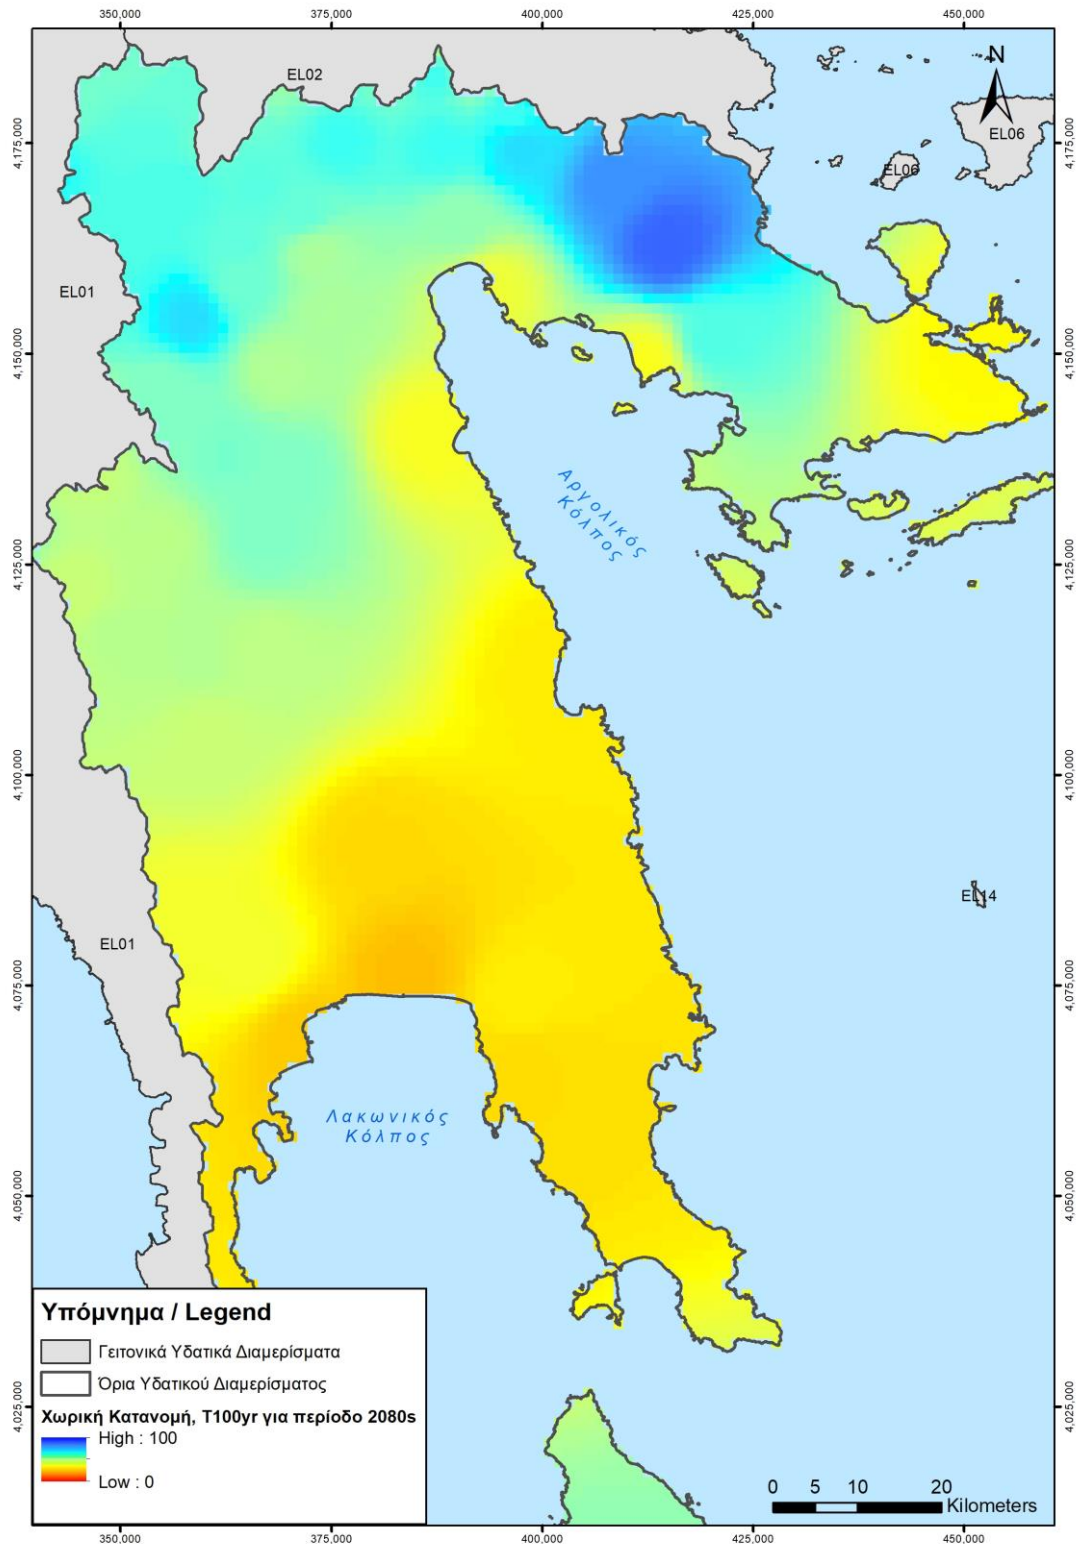 350,000 375,000 400,000 425,000 450,000
N
EL02
EL06
4,175,000 4,175,000
EL06
EL01
4,150,000 4,150,000
Αργολικός
Κόλπος
4,125,000 4,125,000
4,100,000 4,100,000
EL14
EL01
4,075,000 4,075,000
Λακωνικός
Κόλπος
4,050,000 4,050,000
Υπόμνημα / Legend
Γειτονικά Υδατικά Διαμερίσματα
Όρια Υδατικού Διαμερίσματος
Χωρική Κατανομή, T100yr για περίοδο 2080s
High : 100
Low : 0
4,025,000 4,025,000
0 5 10 20
Kilometers
350,000 375,000 400,000 425,000 450,000